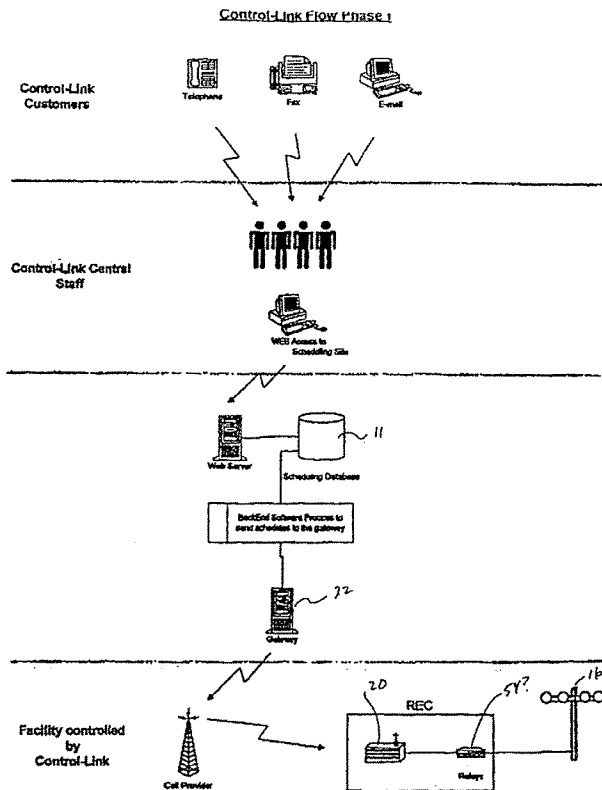 Control-Link Flow Phase 1
Control-Link
Customers
Telephone
Fax
E-mail
Control-Link Central
Staff
WEB Access to
Scheduling Site
Web Server
11
Scheduling Database
BackEnd Software Process to
send schedules to the gateway
22
Gateway
16
20
54?
REC
Facility controlled
by
Control-Link
Relays
Cell Provider